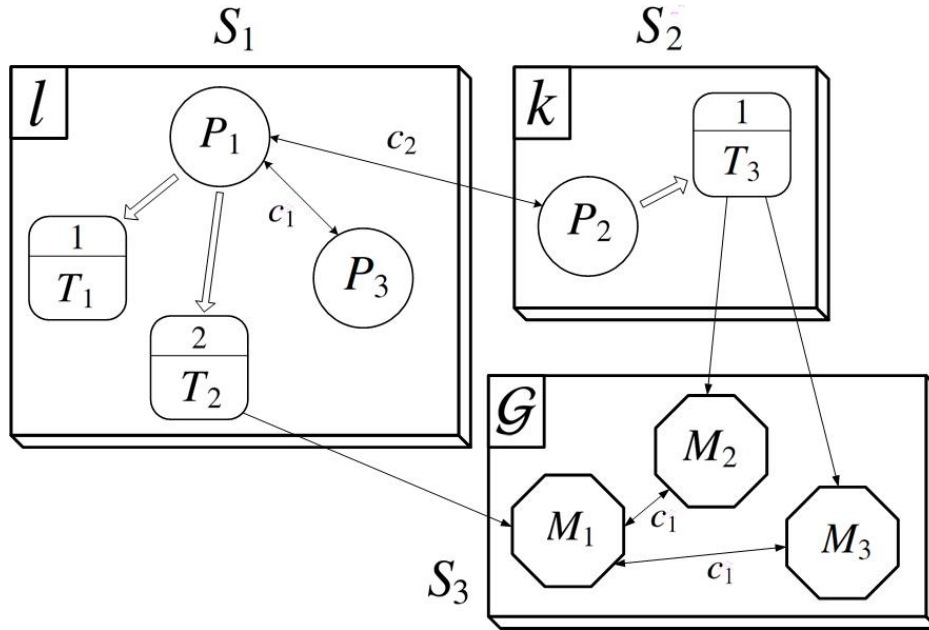 S₁
S₂
l
P₁
c₂
k
1
T₃
c₁
P₂
1
T₁
P₃
2
T₂
G
M₂
M₁
c₁
M₃
c₁
S₃